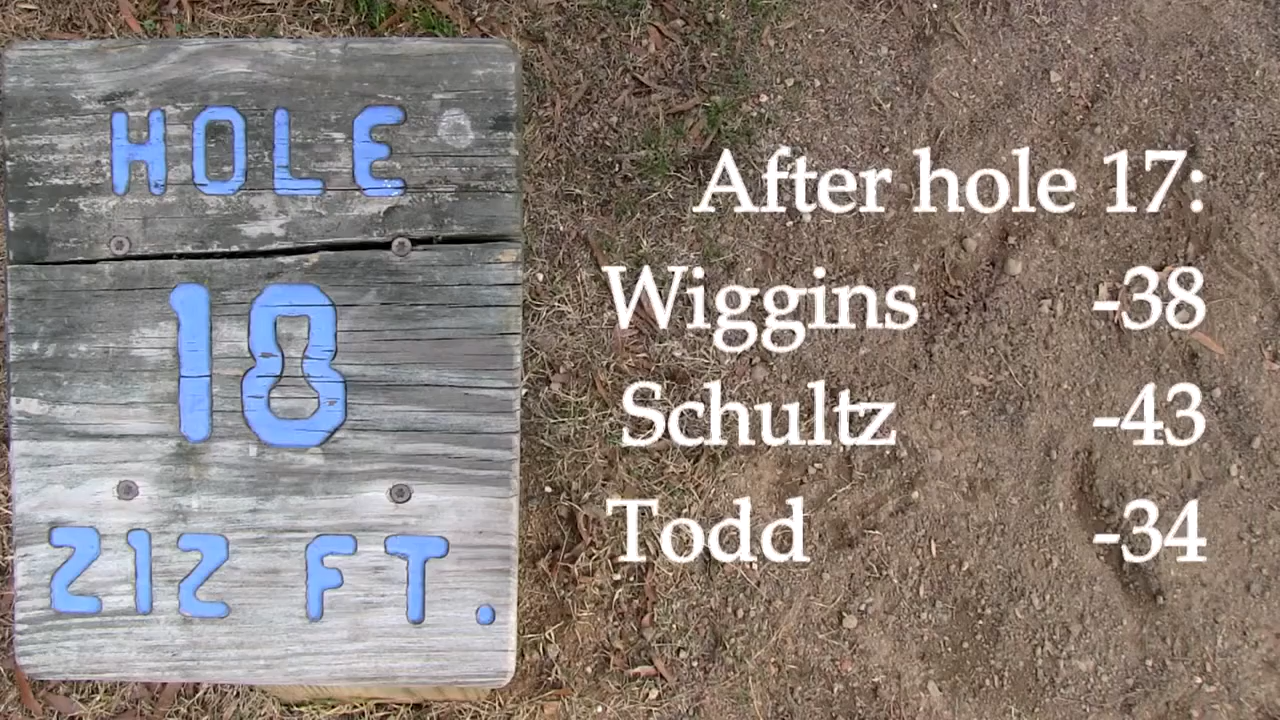 HOLE
18
212 FT.
After hole 17:
Wiggins -38
Schultz -43
Todd -34